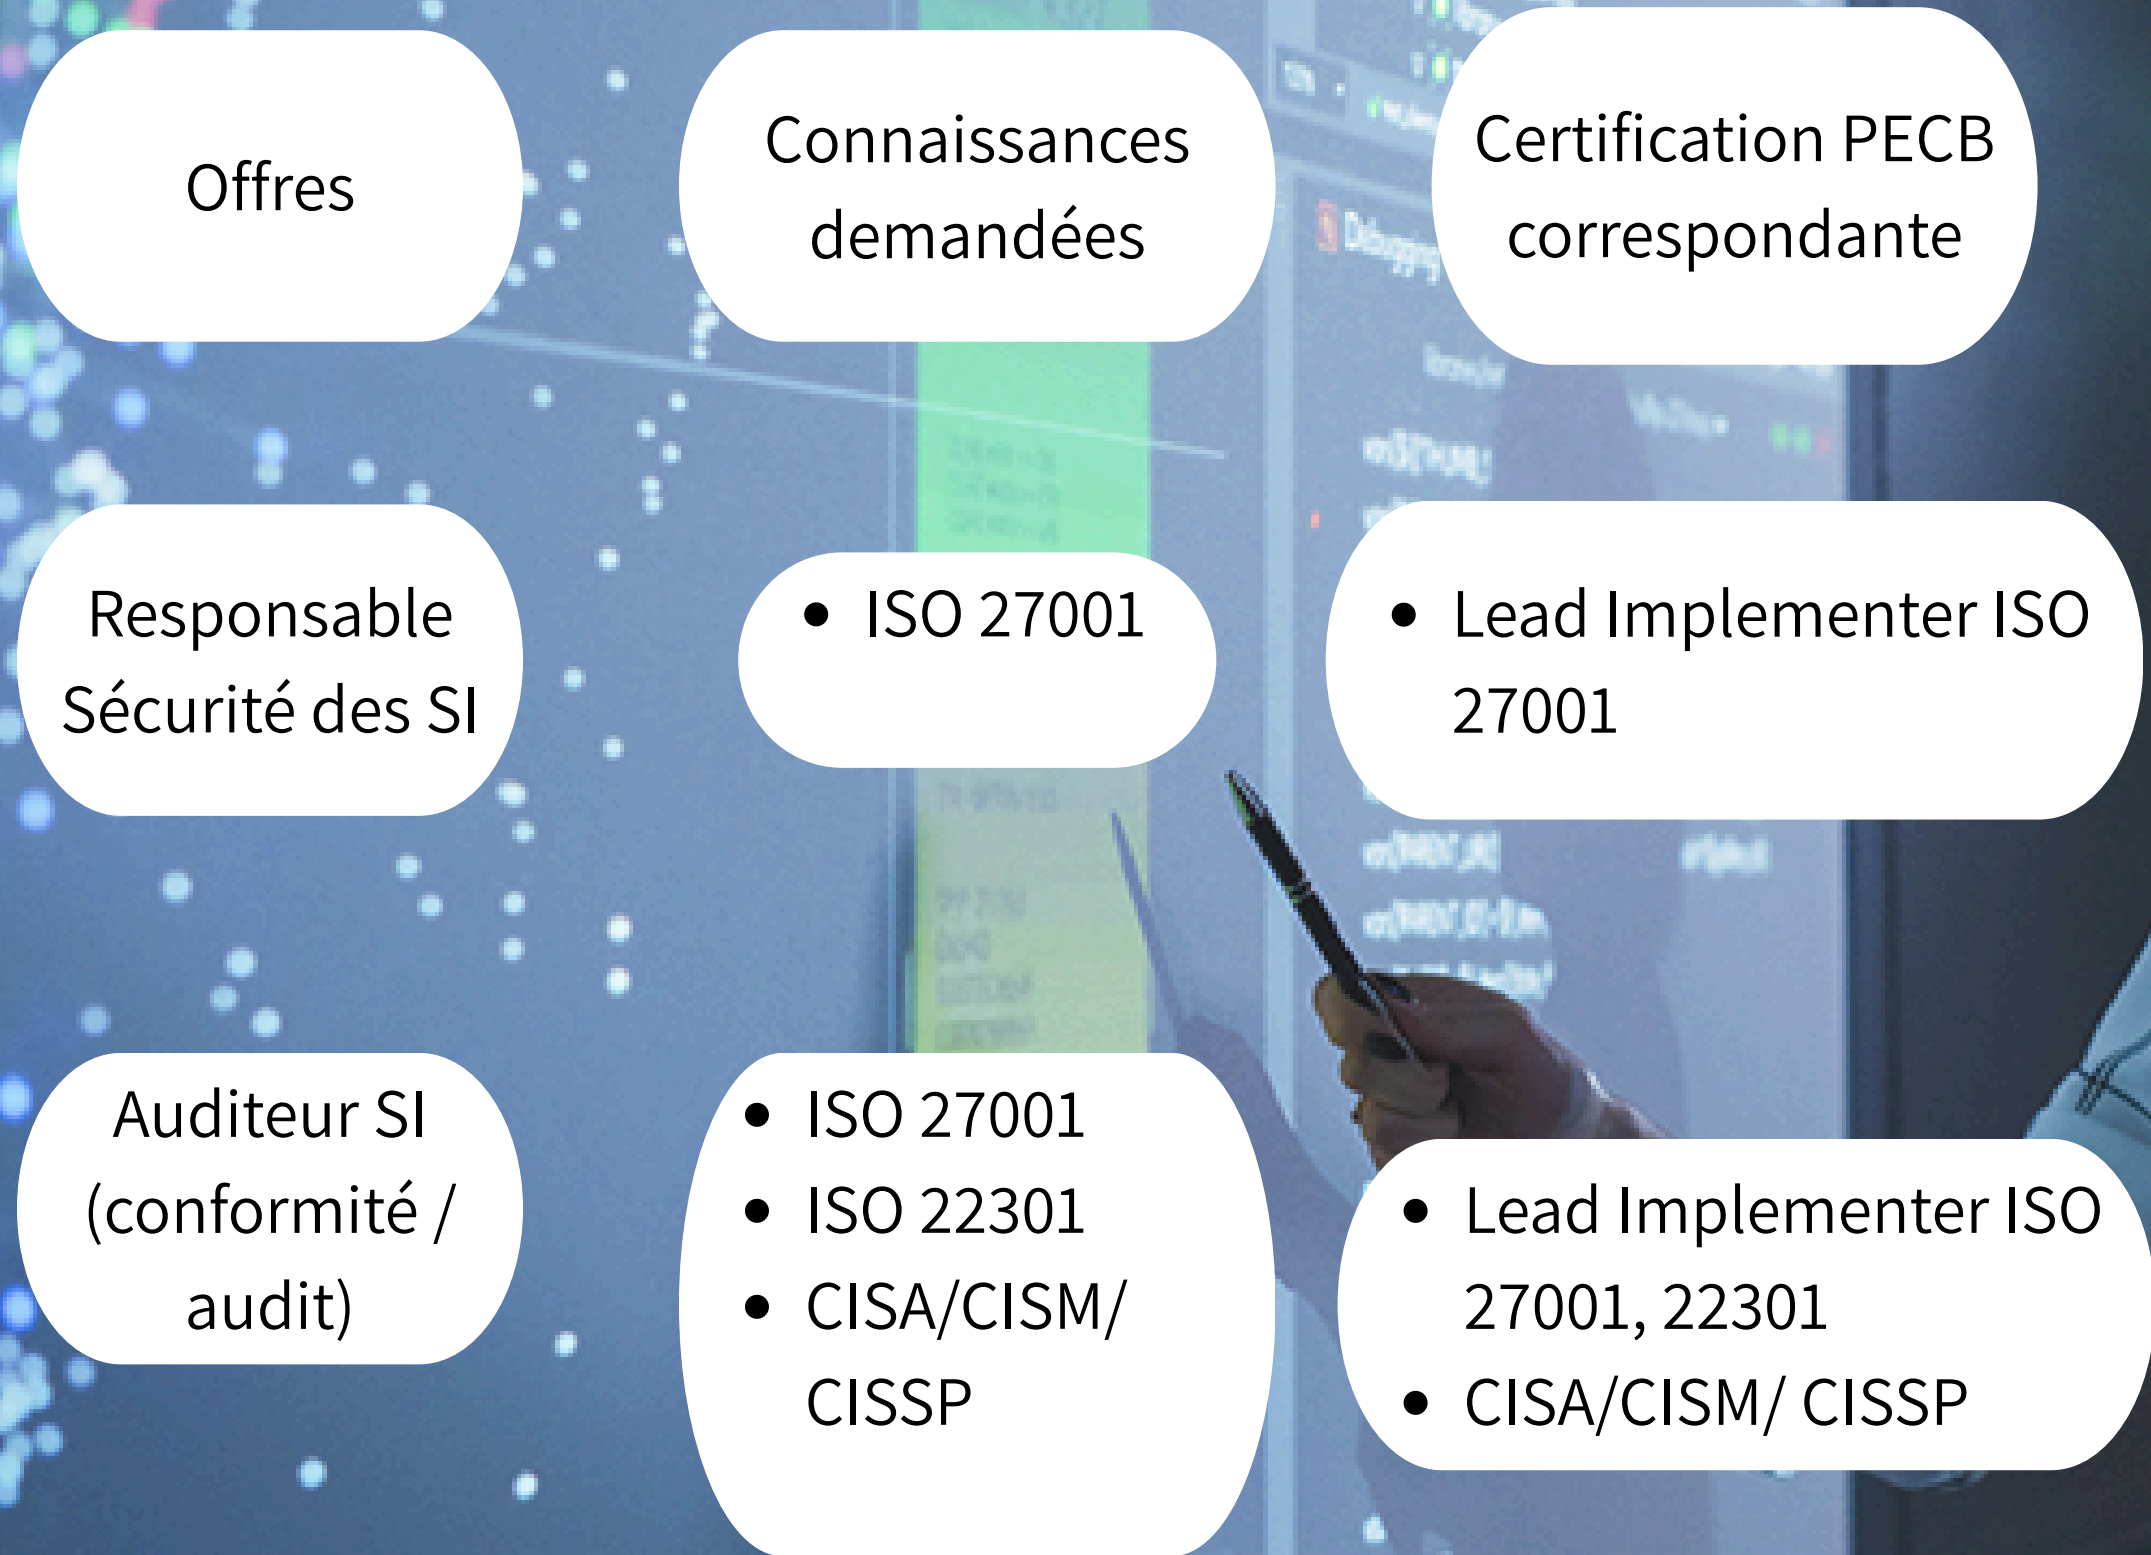 Offres
Connaissances
demandées
Certification PECB
correspondante
Responsable
Sécurité des SI
• ISO 27001
• Lead Implementer ISO
27001
Auditeur SI
(conformité /
audit)
• ISO 27001
• ISO 22301
• CISA/CISM/
CISSP
• Lead Implementer ISO
27001, 22301
• CISA/CISM/ CISSP